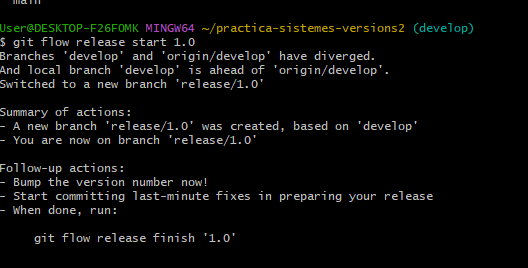 main
User@DESKTOP-F26FOMK MINGW64 ~/practica-sistemes-versions2 (develop)
$ git flow release start 1.0
Branches 'develop' and 'origin/develop' have diverged.
And local branch 'develop' is ahead of 'origin/develop'.
Switched to a new branch 'release/1.0'
Summary of actions:
- A new branch 'release/1.0' was created, based on 'develop'
- You are now on branch 'release/1.0'
Follow-up actions:
- Bump the version number now!
- Start committing last-minute fixes in preparing your release
- When done, run:
git flow release finish '1.0'